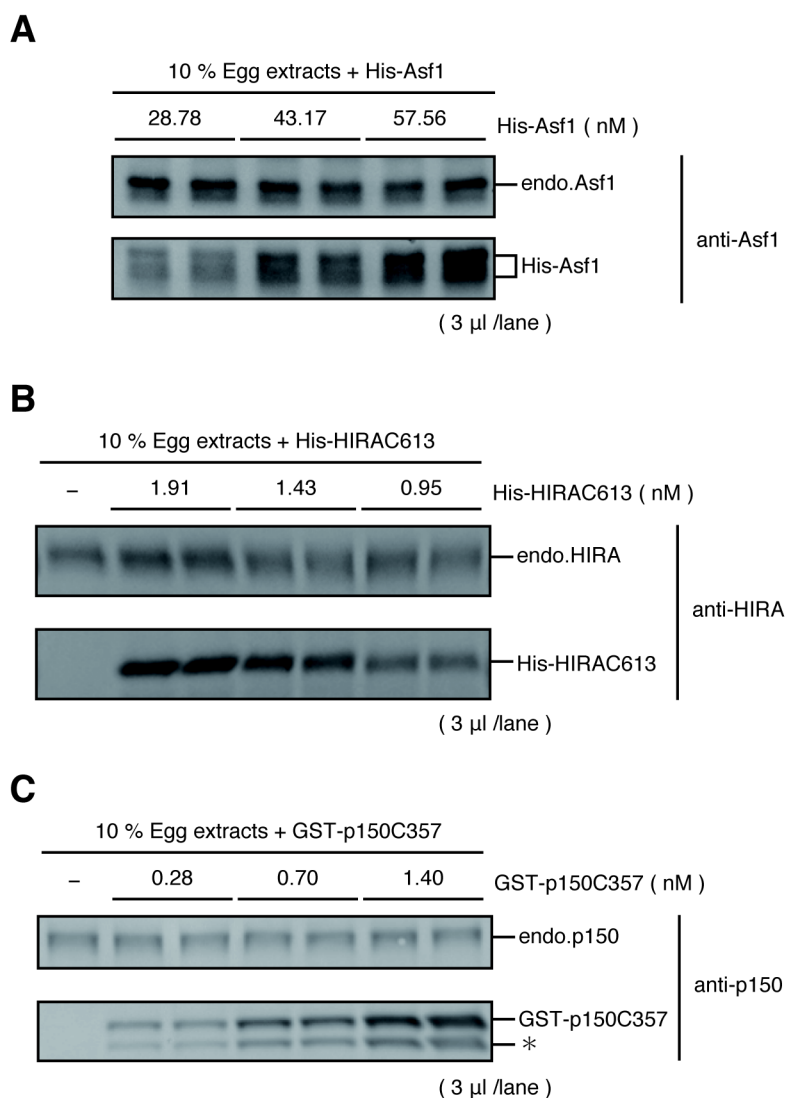 A
10 % Egg extracts + His-Asf1
28.78 43.17 57.56 His-Asf1 ( nM )
endo.Asf1
anti-Asf1
His-Asf1
( 3 µl /lane )
B
10 % Egg extracts + His-HIRAC613
– 1.91 1.43 0.95 His-HIRAC613 ( nM )
endo.HIRA
anti-HIRA
His-HIRAC613
( 3 µl /lane )
C
10 % Egg extracts + GST-p150C357
– 0.28 0.70 1.40 GST-p150C357 ( nM )
endo.p150
anti-p150
GST-p150C357
*
( 3 µl /lane )